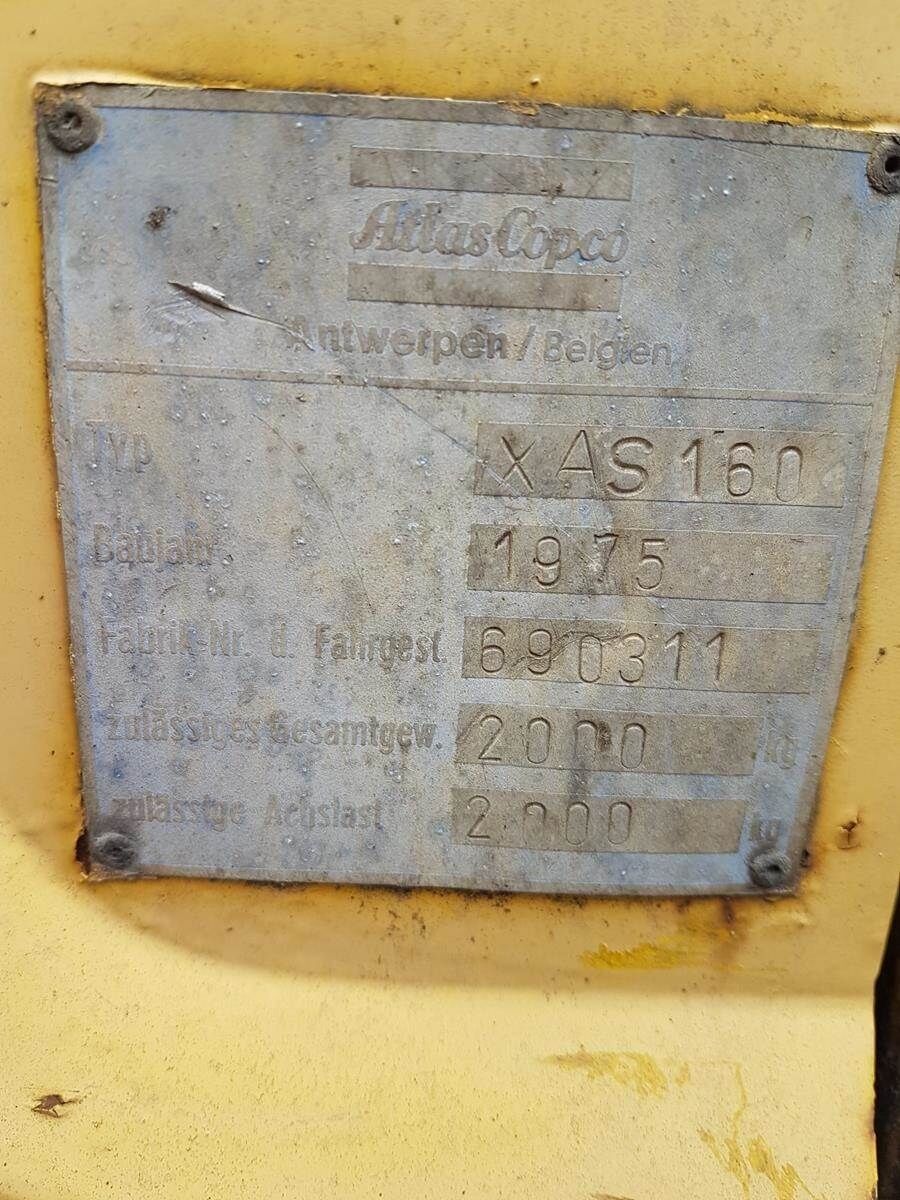 Atlas Copco
Antwerpen / Belgien
Typ XAS 160
Baujahr 1975
Fabrik-Nr. d. Fahrgest. 690311
zulässiges Gesamtgew. 2000 kg
zulässige Achslast 2000 kg